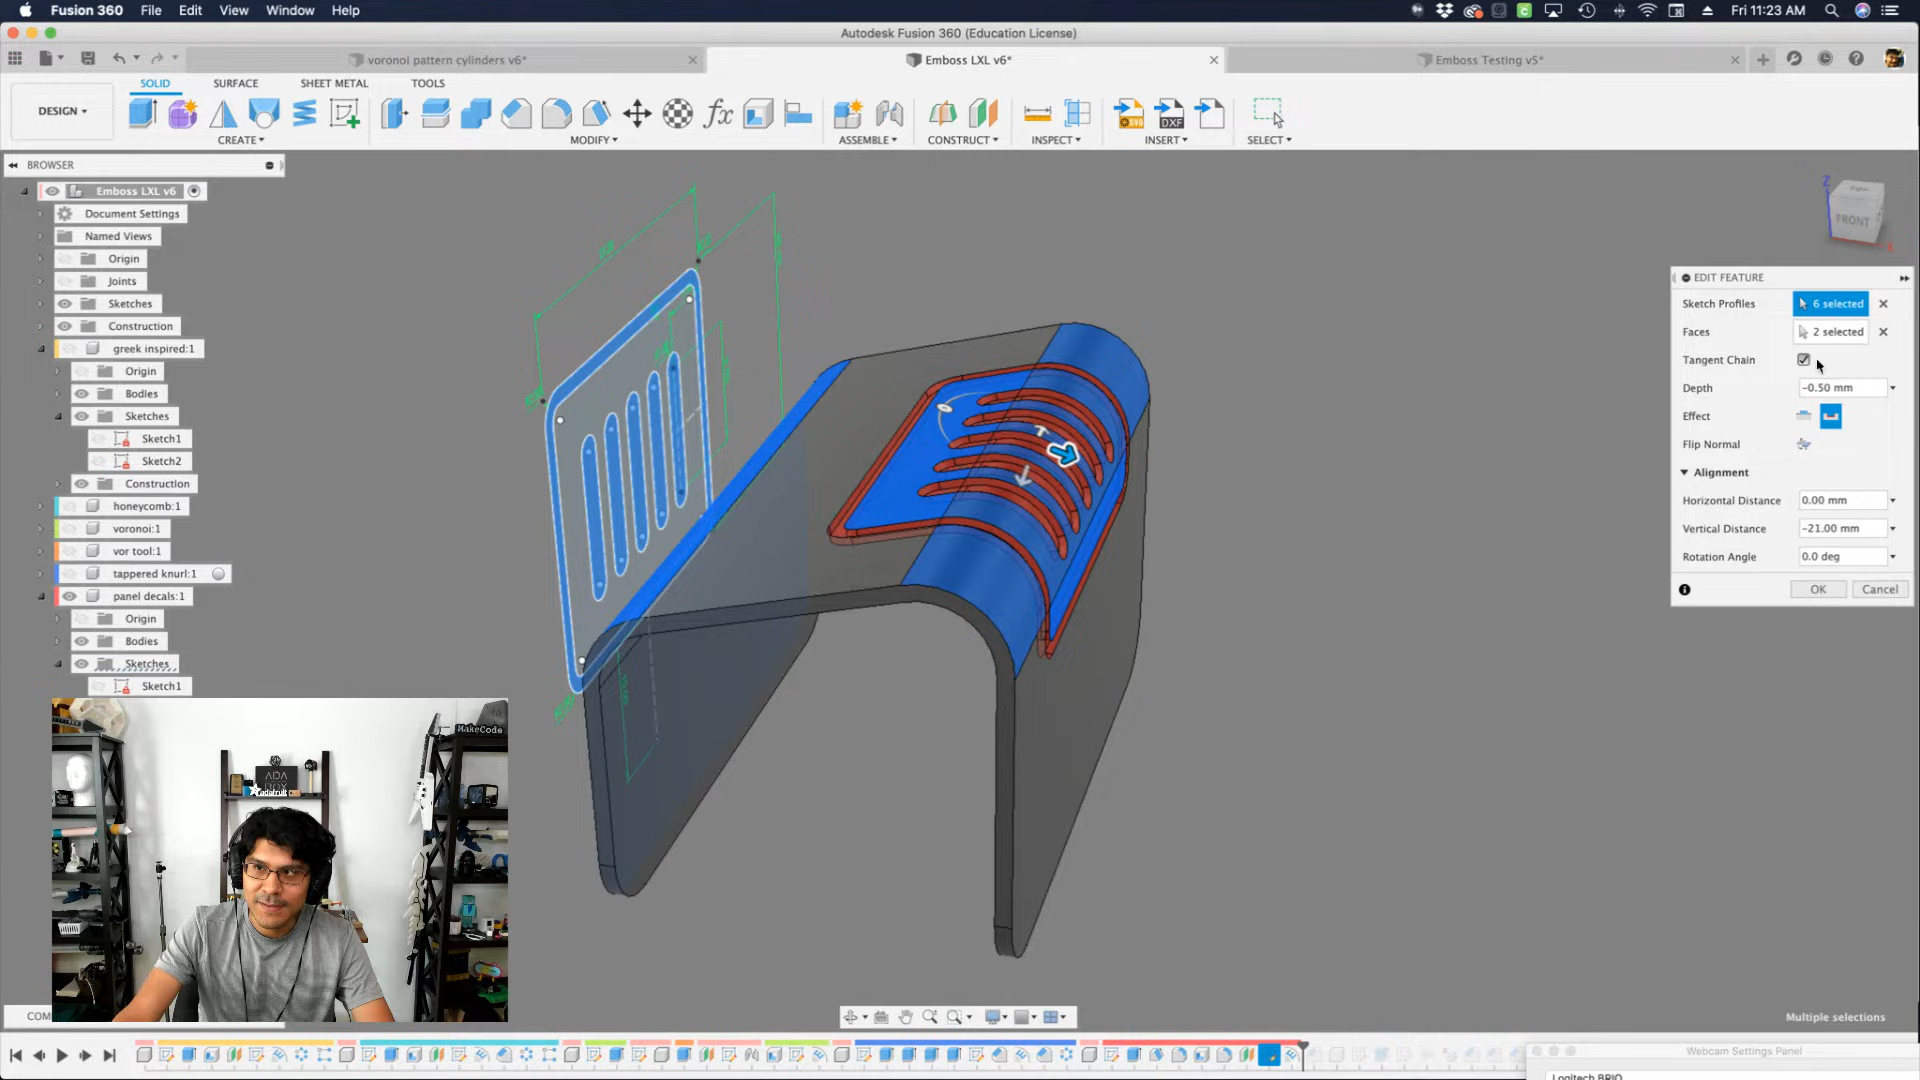 Fusion 360 File Edit View Window Help
Fri 11:23 AM
Autodesk Fusion 360 (Education License)
voronoi pattern cylinders v6*
Emboss LXL v6*
Emboss Testing v5*
SOLID SURFACE SHEET METAL TOOLS
DESIGN
CREATE MODIFY ASSEMBLE CONSTRUCT INSPECT INSERT SELECT
BROWSER
Emboss LXL v6
Document Settings
Named Views
Origin
Joints
Sketches
Construction
greek inspired:1
Origin
Bodies
Sketches
Sketch1
Sketch2
Construction
honeycomb:1
voronoi:1
vor tool:1
tappered knurl:1
panel decals:1
Origin
Bodies
Sketches
Sketch1
Z
FRONT
X
EDIT FEATURE
Sketch Profiles 6 selected
Faces 2 selected
Tangent Chain
Depth -0.50 mm
Effect
Flip Normal
Alignment
Horizontal Distance 0.00 mm
Vertical Distance -21.00 mm
Rotation Angle 0.0 deg
OK Cancel
MakeCode
ADA
BOX
adafruit
COM
Multiple selections
Webcam Settings Panel
Logitech BRIO